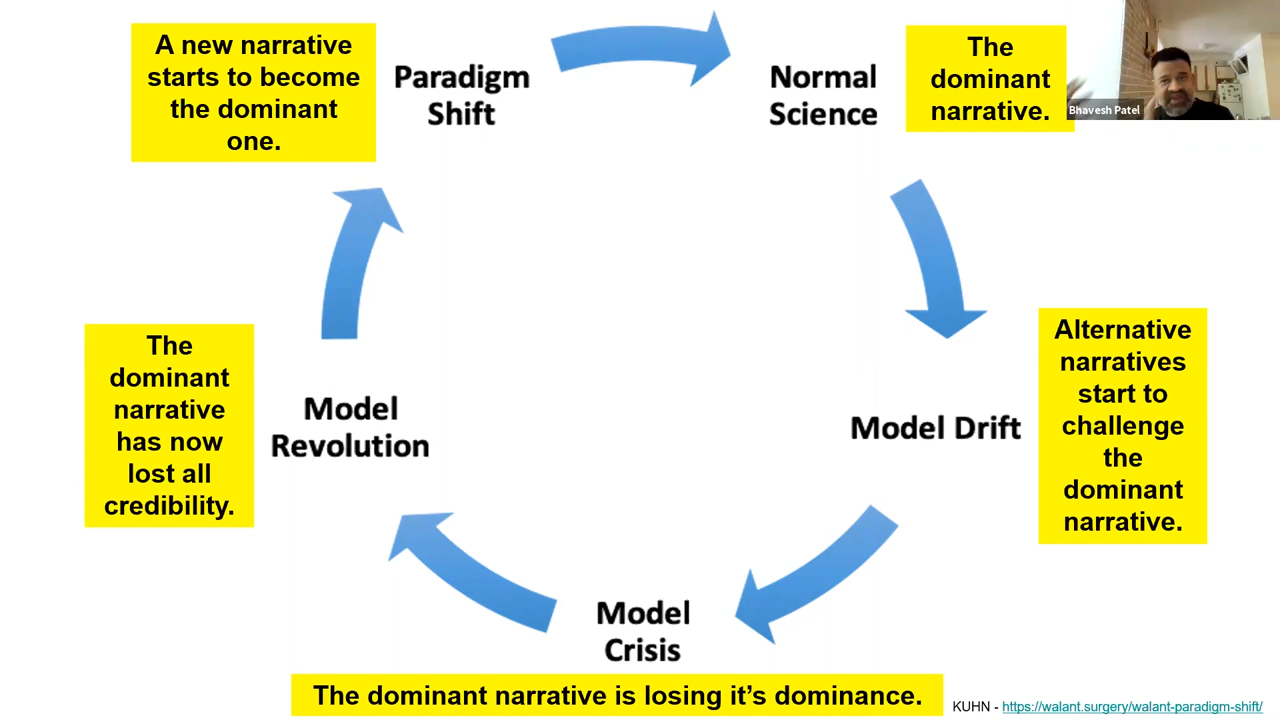 A new narrative
starts to become
the dominant
one.
Paradigm
Shift
Normal
Science
The
dominant
narrative.
Bhavesh Patel
Alternative
narratives
start to
challenge
the
dominant
narrative.
Model Drift
The
dominant
narrative
has now
lost all
credibility.
Model
Revolution
Model
Crisis
The dominant narrative is losing it’s dominance.
KUHN - https://walant.surgery/walant-paradigm-shift/